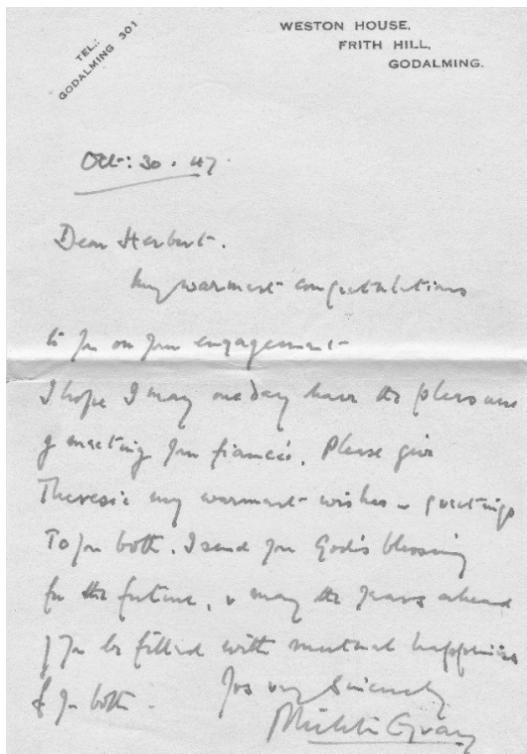 TEL.:
GODALMING 301
WESTON HOUSE,
FRITH HILL,
GODALMING.
Oct: 30. 47.
Dear Herbert.
My warmest congratulations
to you on your engagement
I hope I may one day have the pleasure
of meeting your fiancée. Please give
my warmest wishes & greetings
To you both. I send you God's blessing
for the future, & may the years ahead
of you be filled with mutual happiness
for you both.
Yrs very Sincerely
Gray